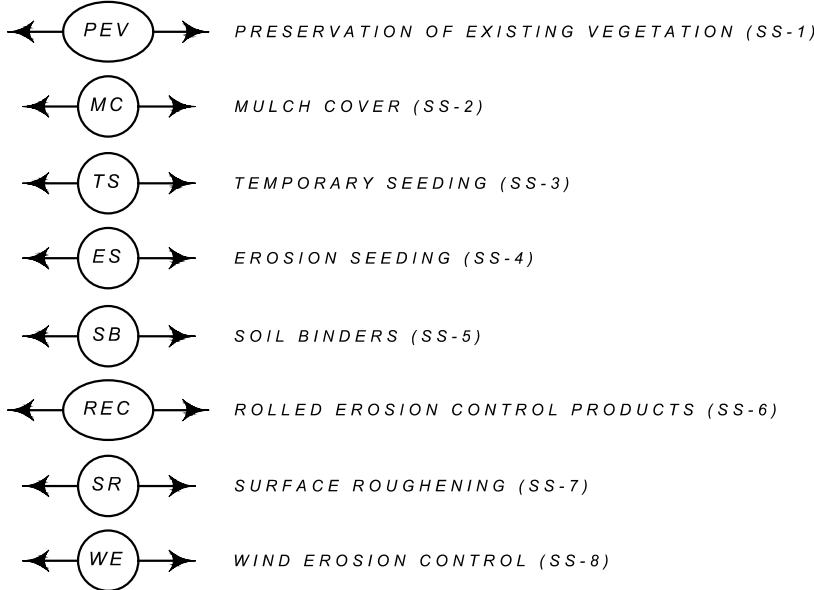 PEV PRESERVATION OF EXISTING VEGETATION (SS-1)
MC MULCH COVER (SS-2)
TS TEMPORARY SEEDING (SS-3)
ES EROSION SEEDING (SS-4)
SB SOIL BINDERS (SS-5)
REC ROLLED EROSION CONTROL PRODUCTS (SS-6)
SR SURFACE ROUGHENING (SS-7)
WE WIND EROSION CONTROL (SS-8)